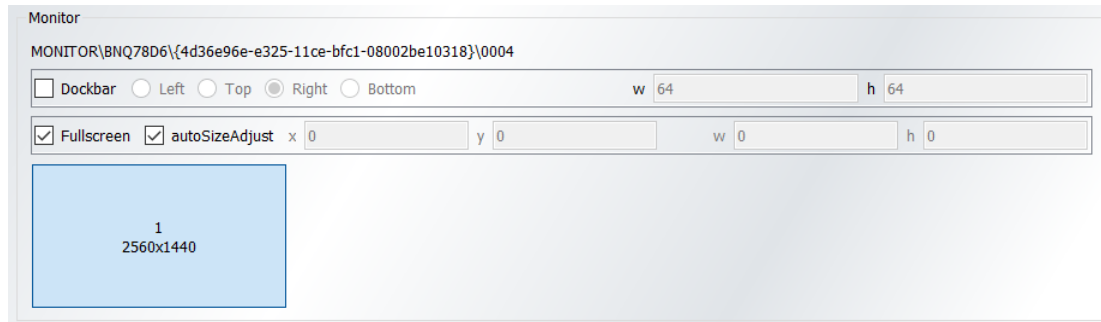 Monitor
MONITOR\BNQ78D6\{4d36e96e-e325-11ce-bfc1-08002be10318}\0004
Dockbar Left Top Right Bottom w 64 h 64
Fullscreen autoSizeAdjust x 0 y 0 w 0 h 0
1
2560x1440